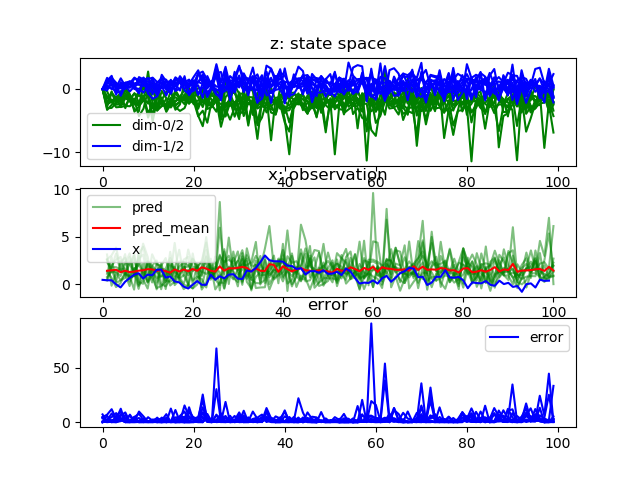 z: state space
0
−10
dim-0/2
dim-1/2
0 20 40 60 80 100
x: observation
10
5
0
pred
pred_mean
x
0 20 40 60 80 100
error
50
0
error
0 20 40 60 80 100